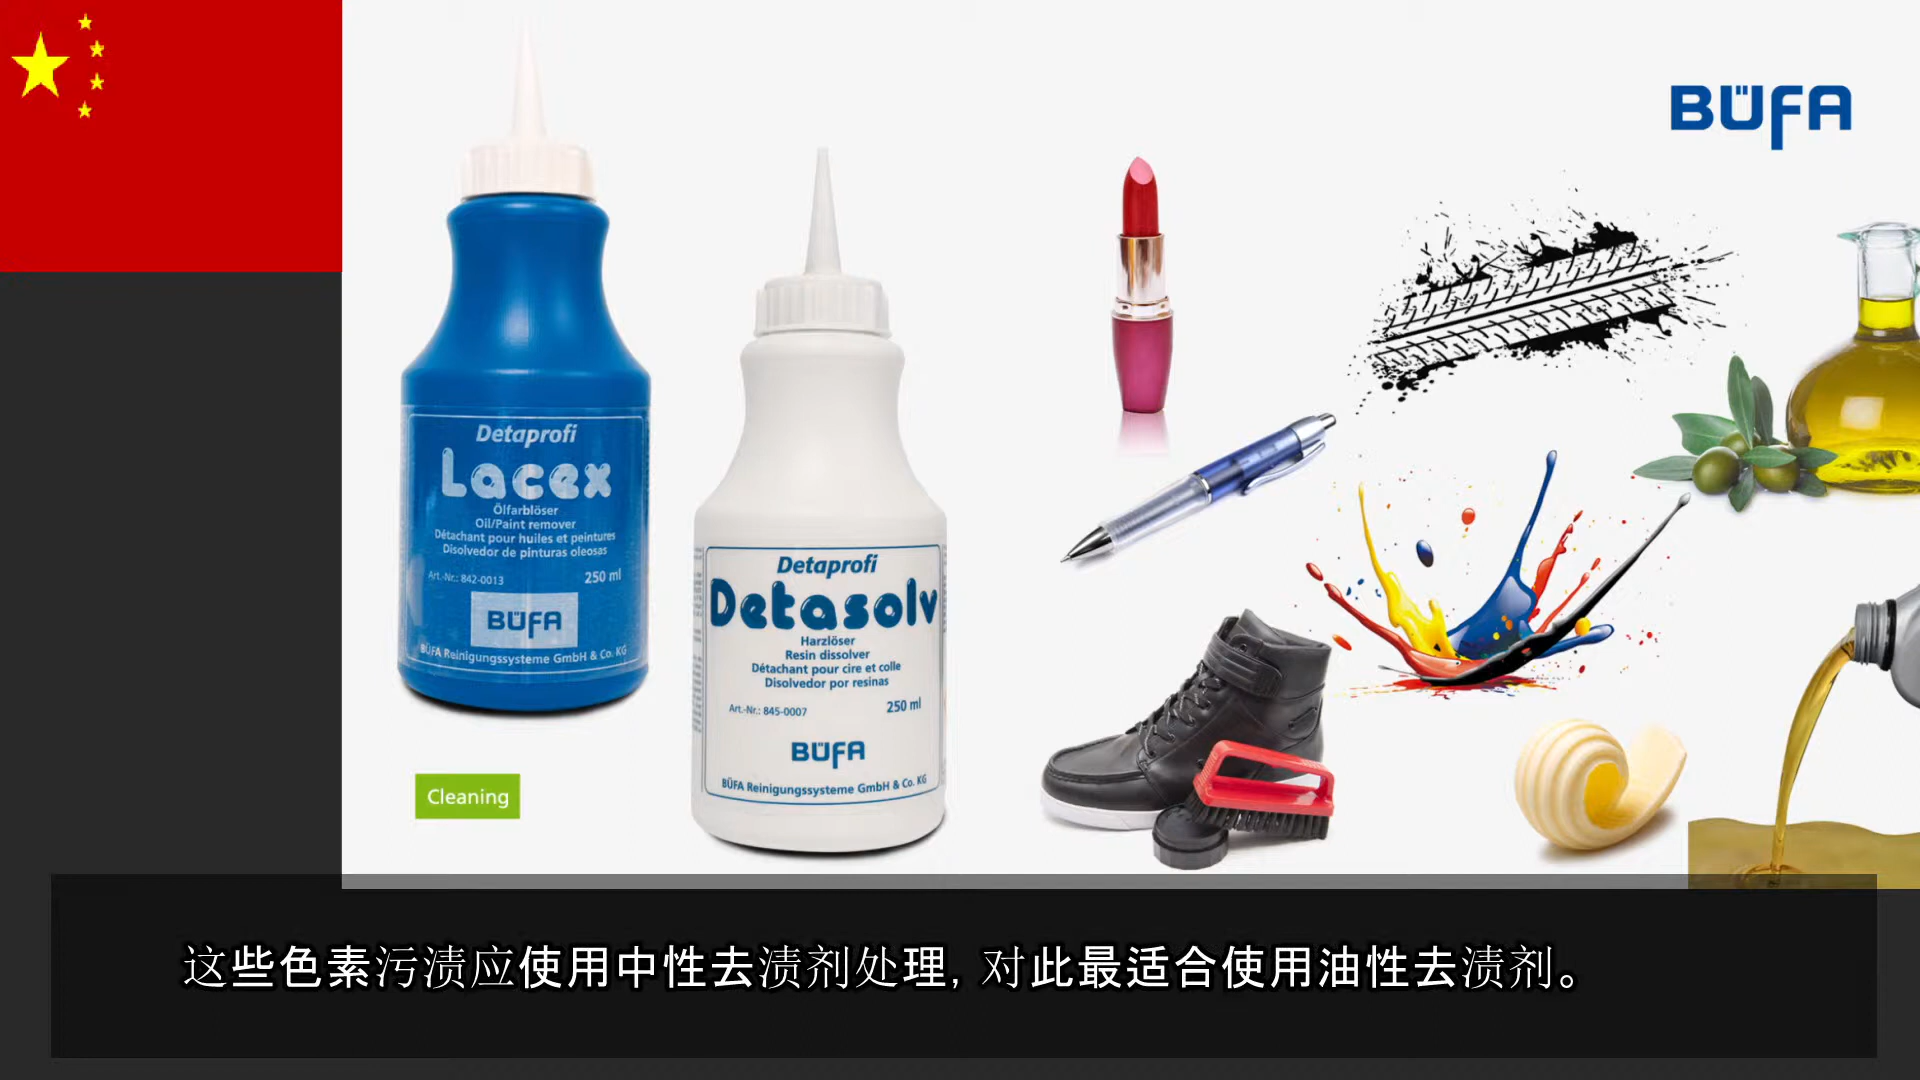 BÜFA
Detaprofi
Lacex
Ölfarblöser
Oil/Paint remover
Détachant pour huiles et peintures
Disolvedor de pinturas oleosas
Art.-Nr.: 842-0013
250 ml
BÜFA
BÜFA Reinigungssysteme GmbH & Co. KG
Detaprofi
Detasolv
Harzlöser
Resin dissolver
Détachant pour cire et colle
Disolvedor por resinas
Art.-Nr.: 845-0007
250 ml
BÜFA
BÜFA Reinigungssysteme GmbH & Co. KG
Cleaning
这些色素污渍应使用中性去渍剂处理, 对此最适合使用油性去渍剂。